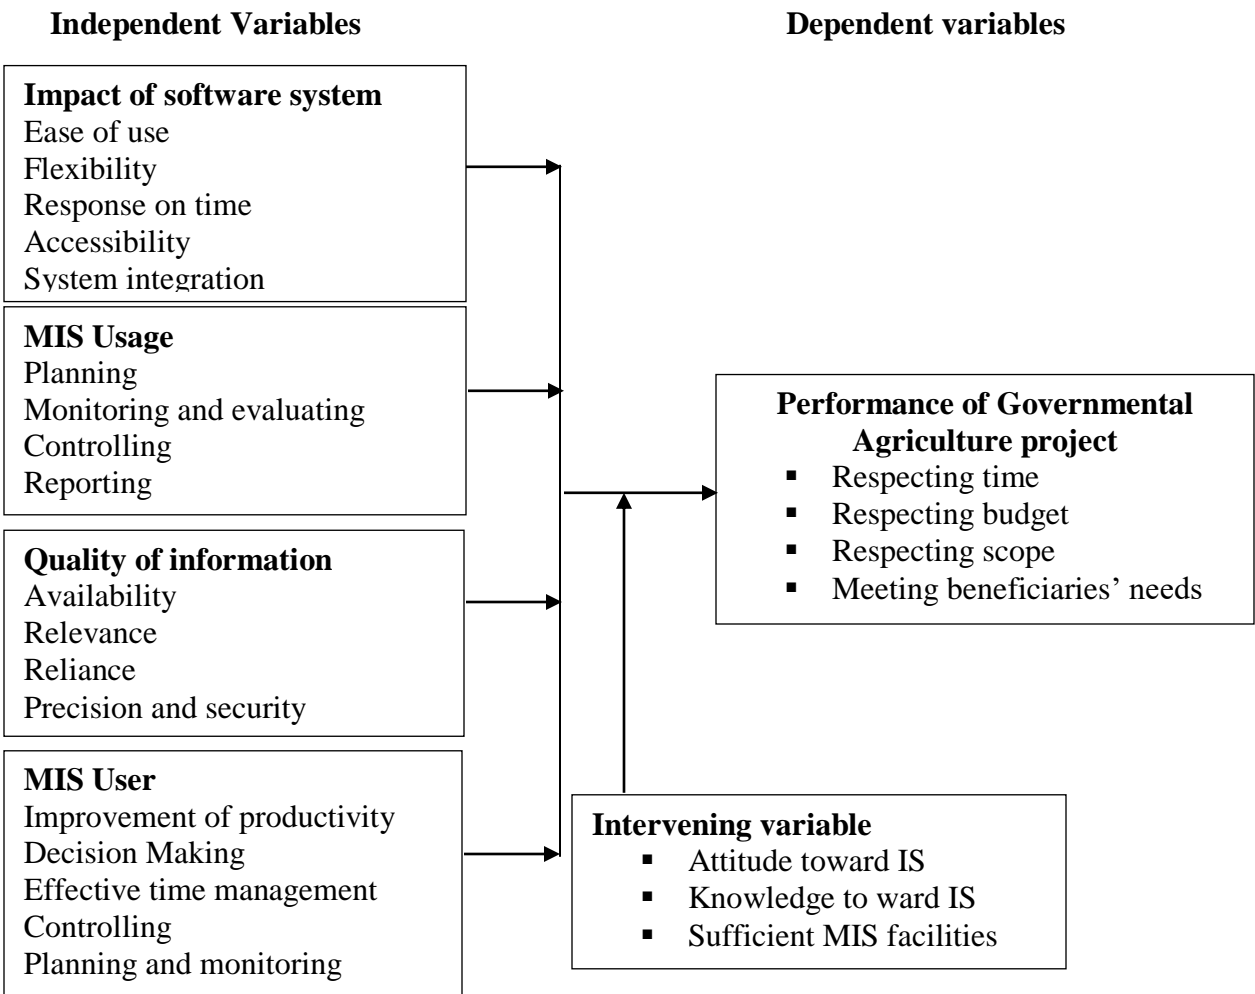 Independent Variables
Dependent variables
Impact of software system
Ease of use
Flexibility
Response on time
Accessibility
System integration
MIS Usage
Planning
Monitoring and evaluating
Controlling
Reporting
Quality of information
Availability
Relevance
Reliance
Precision and security
MIS User
Improvement of productivity
Decision Making
Effective time management
Controlling
Planning and monitoring
Performance of Governmental
Agriculture project
▪ Respecting time
▪ Respecting budget
▪ Respecting scope
▪ Meeting beneficiaries’ needs
Intervening variable
▪ Attitude toward IS
▪ Knowledge to ward IS
▪ Sufficient MIS facilities